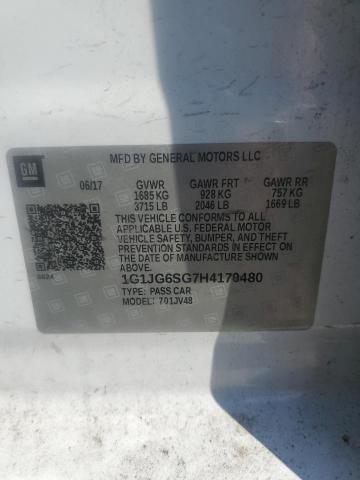 GM
MFD BY GENERAL MOTORS LLC
06/17 GVWR GAWR FRT GAWR RR
1685 KG 928 KG 757 KG
3715 LB 2046 LB 1669 LB
THIS VEHICLE CONFORMS TO ALL
APPLICABLE U.S. FEDERAL MOTOR
VEHICLE SAFETY, BUMPER, AND THEFT
PREVENTION STANDARDS IN EFFECT
ON THE DATE OF MANUFACTURE
SHOWN ABOVE.
0024 1G1JG6SG7H4170480
TYPE: PASS CAR
MODEL: 701JV48